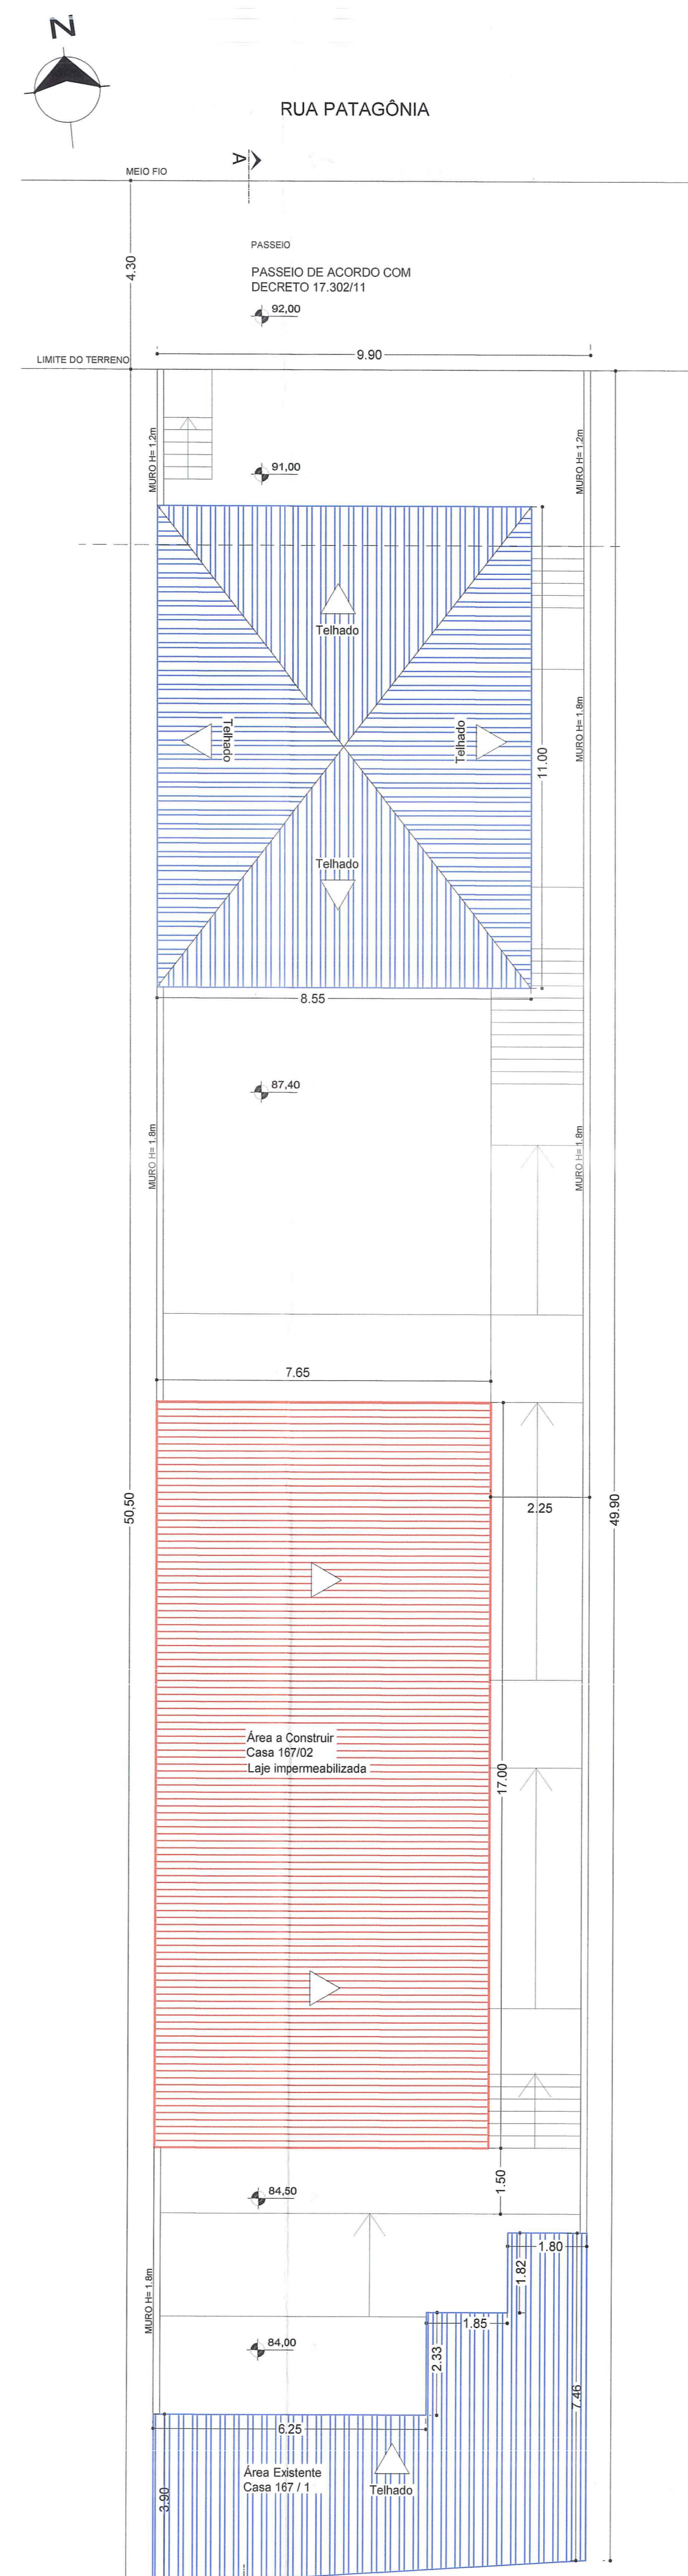 N
RUA PATAGÔNIA
A
MEIO FIO
4.30
PASSEIO
PASSEIO DE ACORDO COM
DECRETO 17.302/11
92,00
LIMITE DO TERRENO
9.90
MURO H= 1.2m
MURO H= 1.2m
91,00
Telhado
Telhado
Telhado
MURO H= 1.8m
11.00
Telhado
8.55
87,40
MURO H= 1.8m
MURO H= 1.8m
7.65
50,50
2.25
49.90
Área a Construir
Casa 167/02
Laje impermeabilizada
17.00
84,50
1.50
1.80
1.82
MURO H= 1.8m
1.85
84,00
2.33
7.46
6.25
Área Existente
Casa 167 / 1
Telhado
3.90